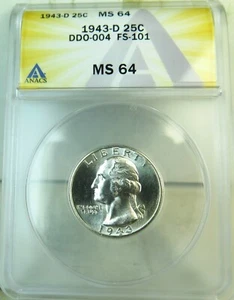 1943-D 25C MS 64
1943-D 25C
DDO-004 FS-101
MS 64
ANACS
LIBERTY
IN GOD WE
TRUST
1943